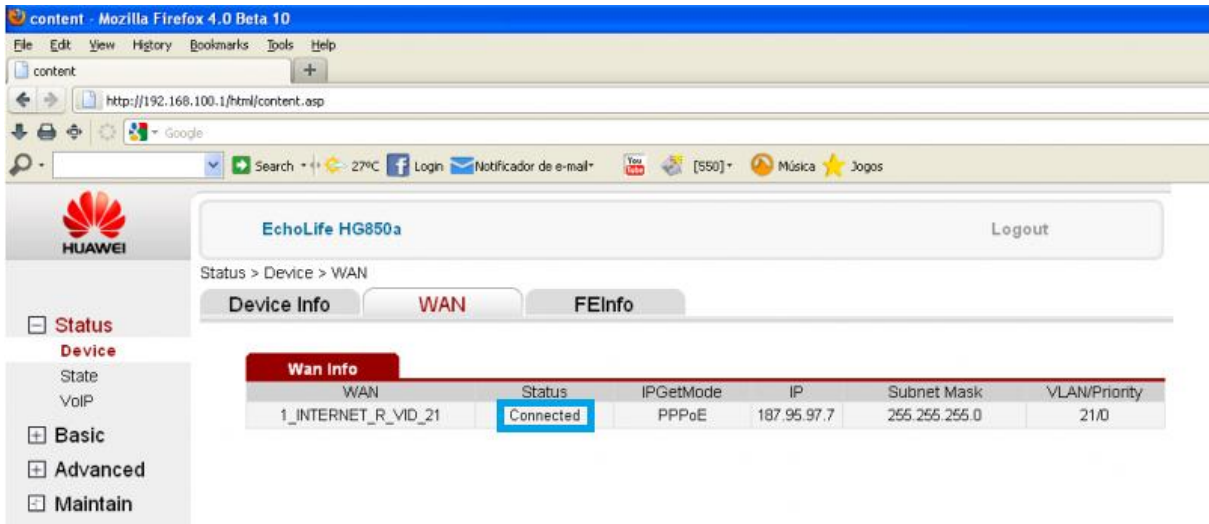 content - Mozilla Firefox 4.0 Beta 10
File Edit View History Bookmarks Tools Help
content +
http://192.168.100.1/html/content.asp
Google
Search 27ºC Login Notificador de e-mail You Tube [550] Música Jogos
HUAWEI
EchoLife HG850a Logout
Status > Device > WAN
Device Info WAN FEInfo
Status
Device
State
VoIP
Basic
Advanced
Maintain
Wan Info
WAN Status IPGetMode IP Subnet Mask VLAN/Priority
1_INTERNET_R_VID_21 Connected PPPoE 187.95.97.7 255.255.255.0 21/0